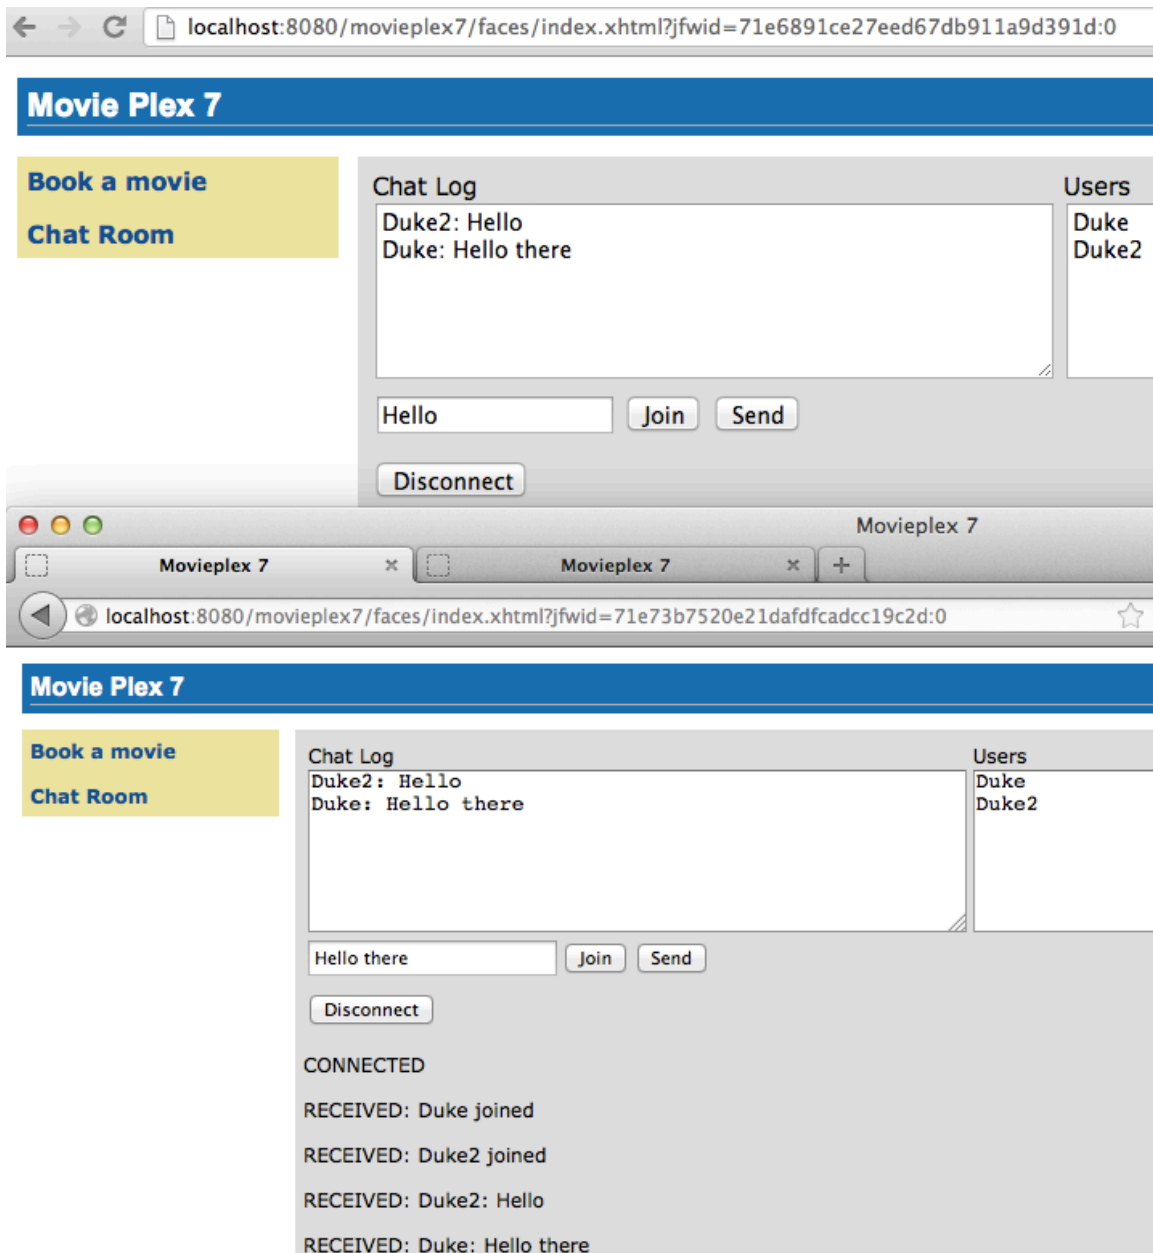 localhost:8080/movieplex7/faces/index.xhtml?jfwid=71e6891ce27eed67db911a9d391d:0
Movie Plex 7
Book a movie
Chat Room
Chat Log
Users
Duke2: Hello
Duke: Hello there
Duke
Duke2
Hello
Join
Send
Disconnect
Movieplex 7
Movieplex 7
Movieplex 7
localhost:8080/movieplex7/faces/index.xhtml?jfwid=71e73b7520e21dafdfcadcc19c2d:0
Movie Plex 7
Book a movie
Chat Room
Chat Log
Users
Duke2: Hello
Duke: Hello there
Duke
Duke2
Hello there
Join
Send
Disconnect
CONNECTED
RECEIVED: Duke joined
RECEIVED: Duke2 joined
RECEIVED: Duke2: Hello
RECEIVED: Duke: Hello there